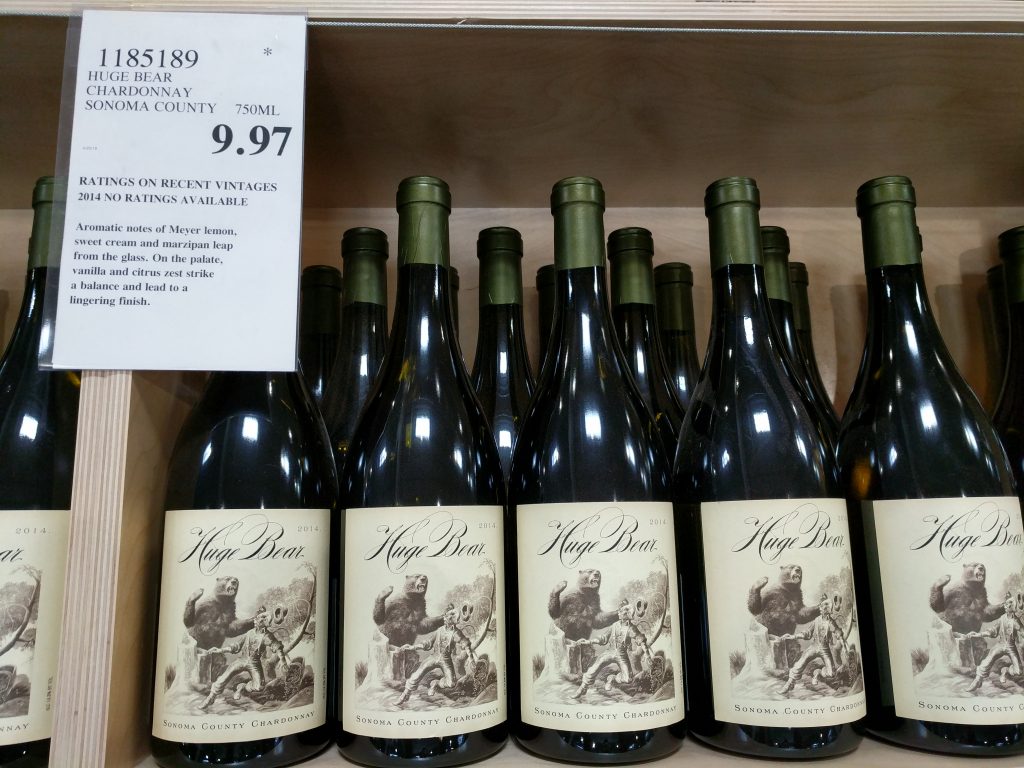 1185189 *
HUGE BEAR
CHARDONNAY
SONOMA COUNTY 750ML
9.97
RATINGS ON RECENT VINTAGES
2014 NO RATINGS AVAILABLE
Aromatic notes of Meyer lemon,
sweet cream and marzipan leap
from the glass. On the palate,
vanilla and citrus zest strike
a balance and lead to a
lingering finish.
2014.
Bear
CHARDONNAY
2014.
Huge Bear
SONOMA COUNTY CHARDONNAY
2014.
Huge Bear
SONOMA COUNTY CHARDONNAY
2014.
Huge Bear
SONOMA COUNTY CHARDONNAY
Huge Bear
SONOMA COUNTY CHARDONNAY
Huge Bear
SONOMA COUNTY CHARDONNAY